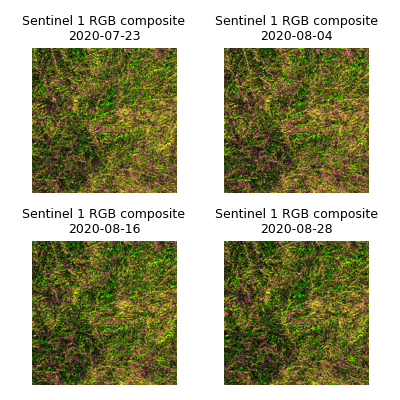 Sentinel 1 RGB composite
2020-07-23
Sentinel 1 RGB composite
2020-08-04
Sentinel 1 RGB composite
2020-08-16
Sentinel 1 RGB composite
2020-08-28